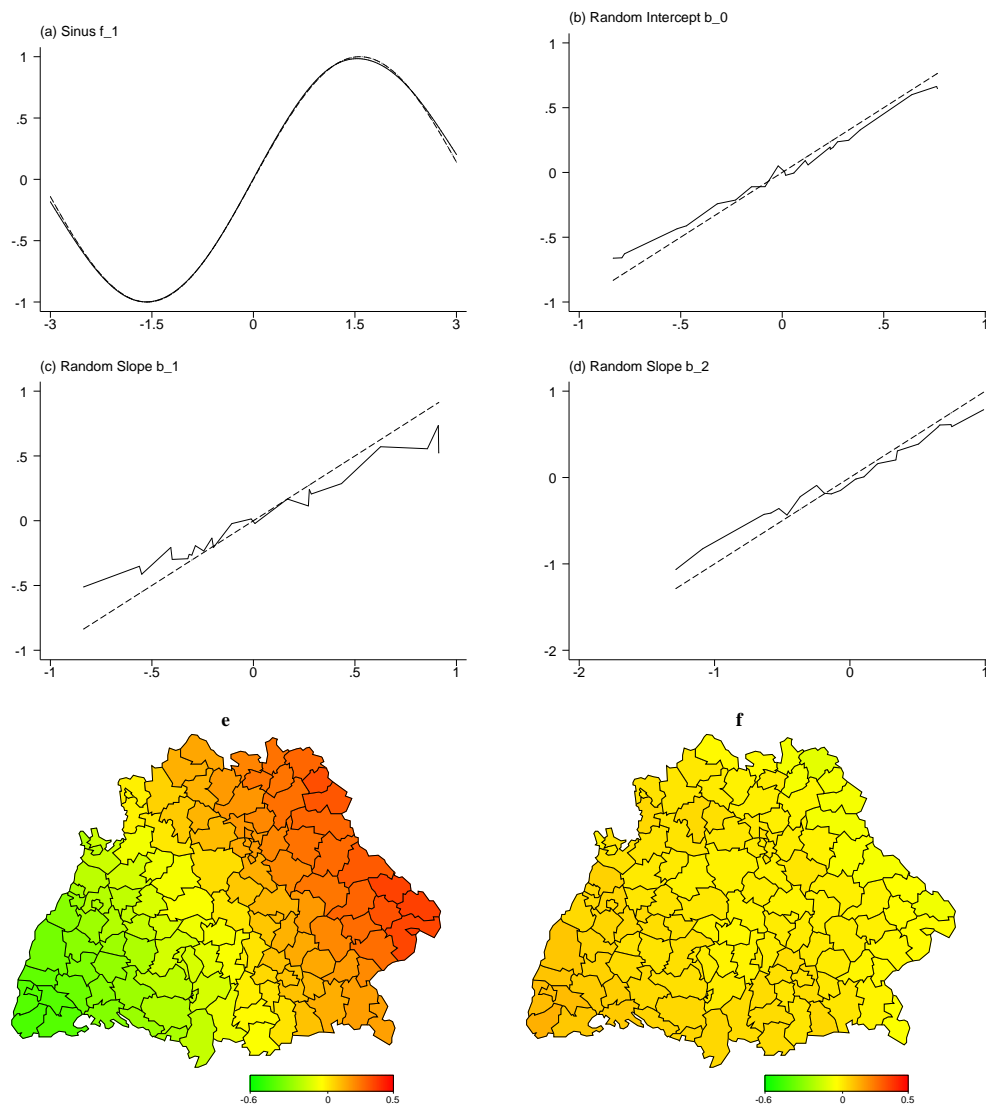 (a) Sinus f_1
1
.5
0
-.5
-1
-3 -1.5 0 1.5 3
(b) Random Intercept b_0
1
.5
0
-.5
-1
-1 -.5 0 .5 1
(c) Random Slope b_1
1
.5
0
-.5
-1
-1 -.5 0 .5 1
(d) Random Slope b_2
1
0
-1
-2
-2 -1 0 1
e
-0.6 0 0.5
f
-0.6 0 0.5